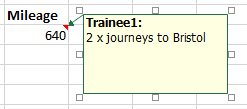 Mileage
640
Trainee1:
2 x journeys to Bristol